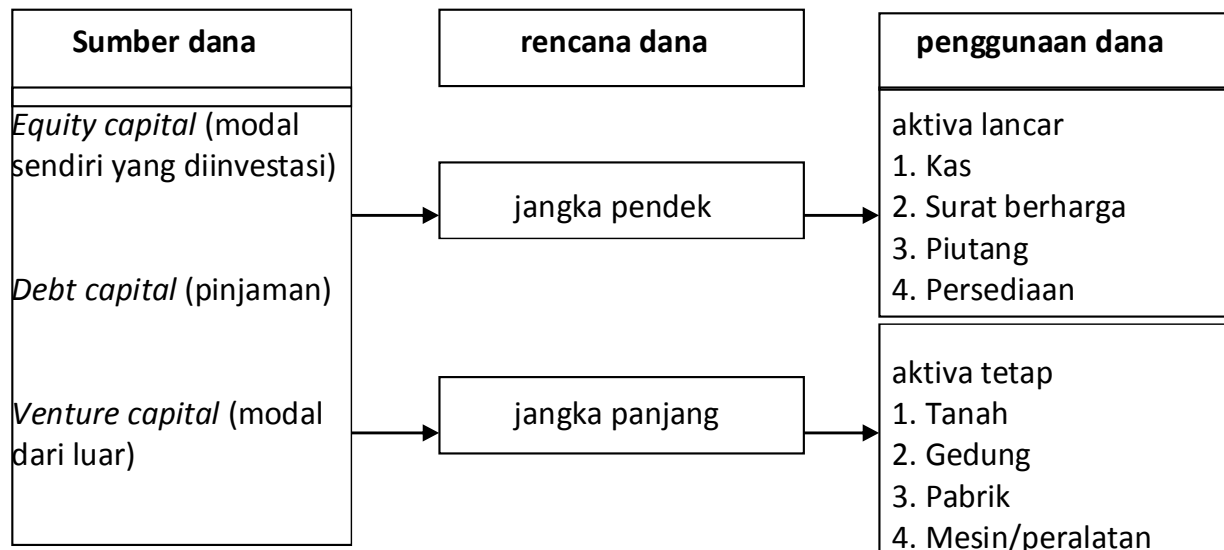 Sumber dana
Equity capital (modal
sendiri yang diinvestasi)
Debt capital (pinjaman)
Venture capital (modal
dari luar)
rencana dana
jangka pendek
jangka panjang
penggunaan dana
aktiva lancar
1. Kas
2. Surat berharga
3. Piutang
4. Persediaan
aktiva tetap
1. Tanah
2. Gedung
3. Pabrik
4. Mesin/peralatan